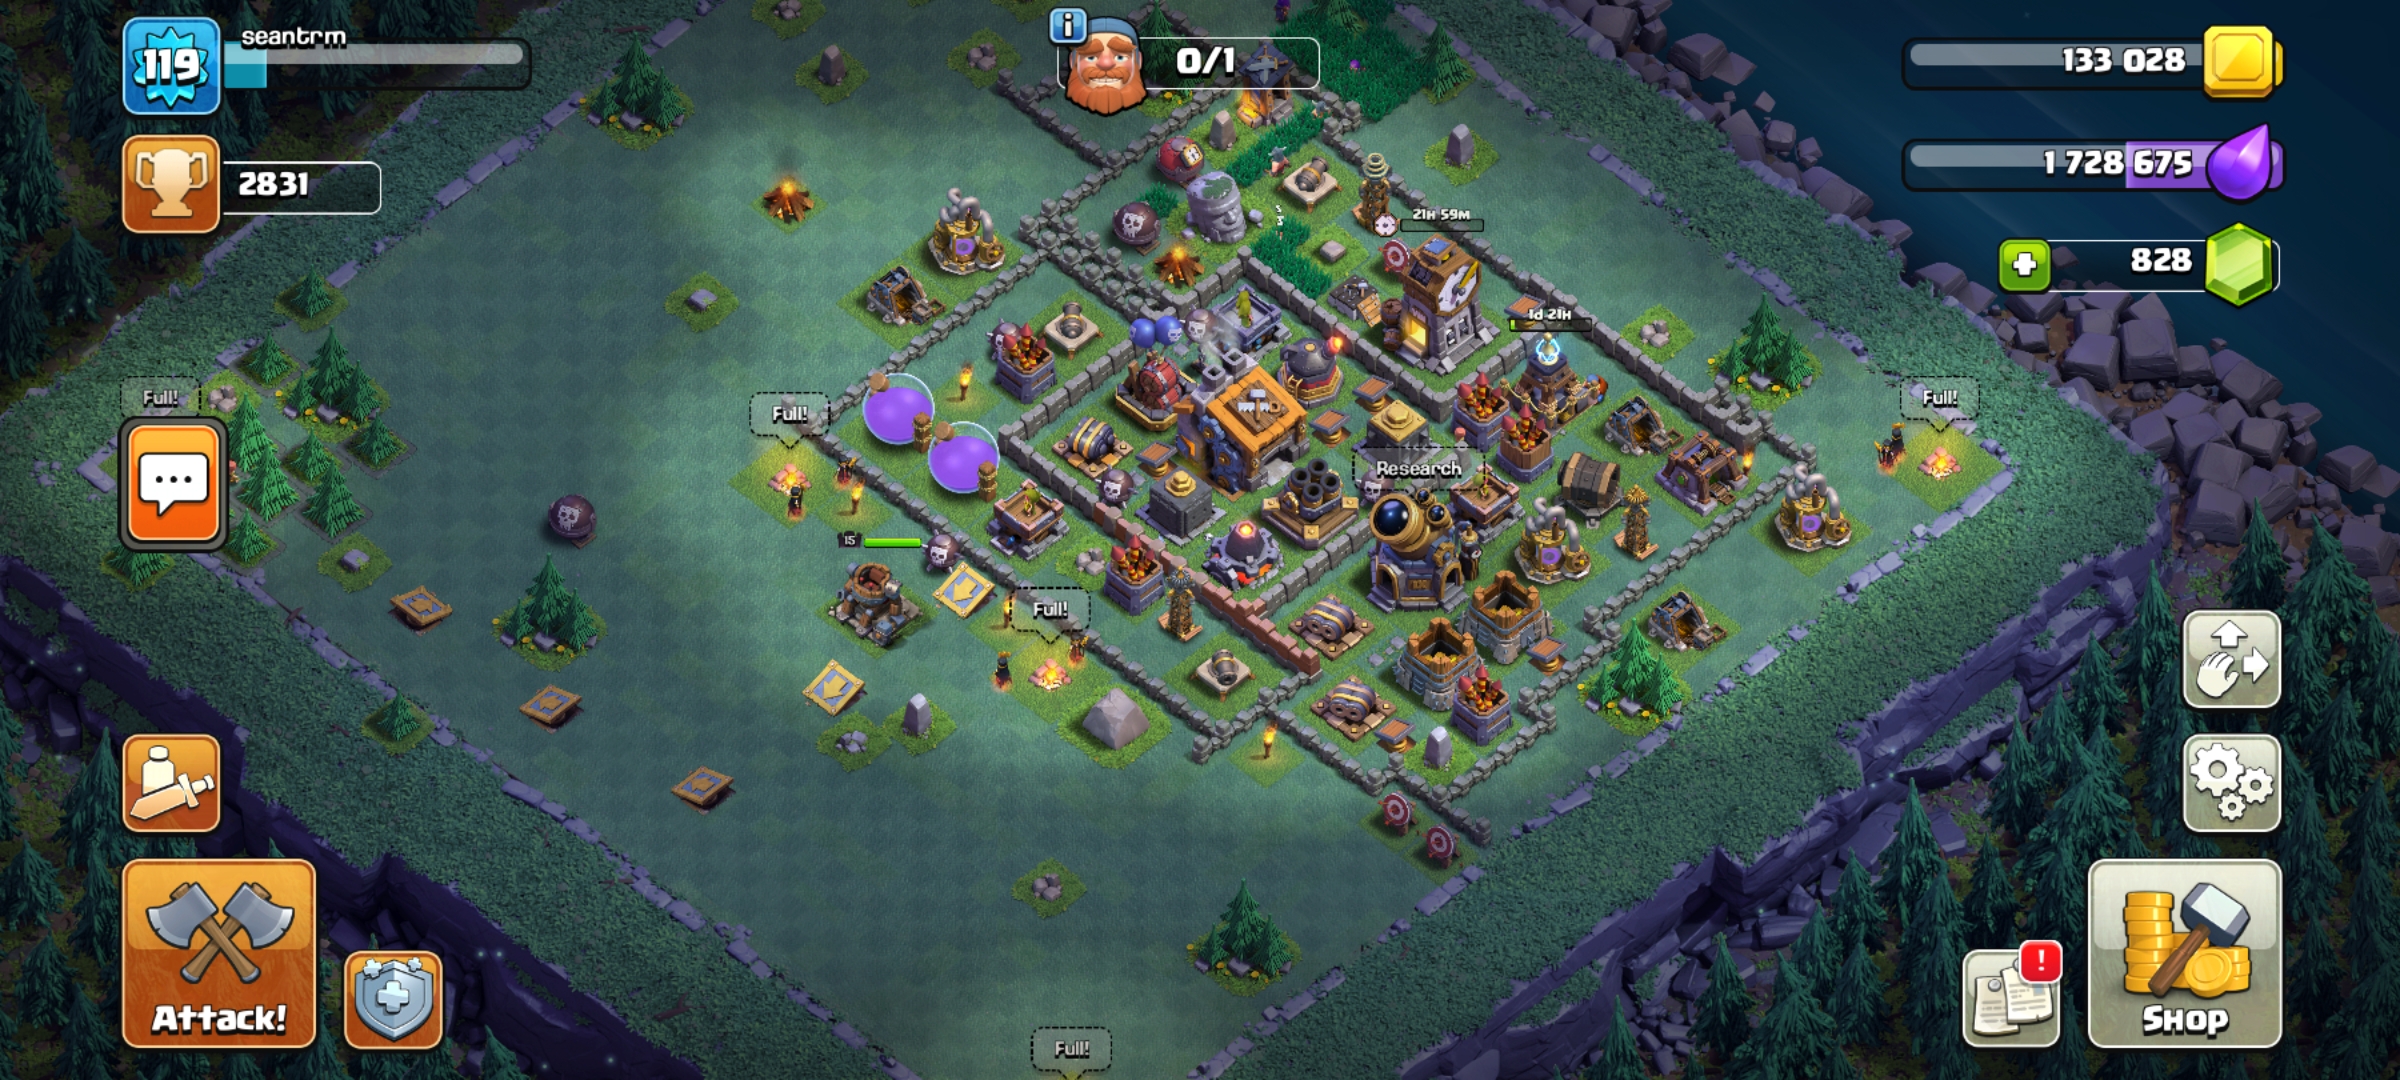 119
seantrm
i
0/1
133 028
2831
1 728 675
21H 59M
828
1d 21H
Full!
Full!
Full!
Research
15
Full!
!
Attack!
Shop
Full!